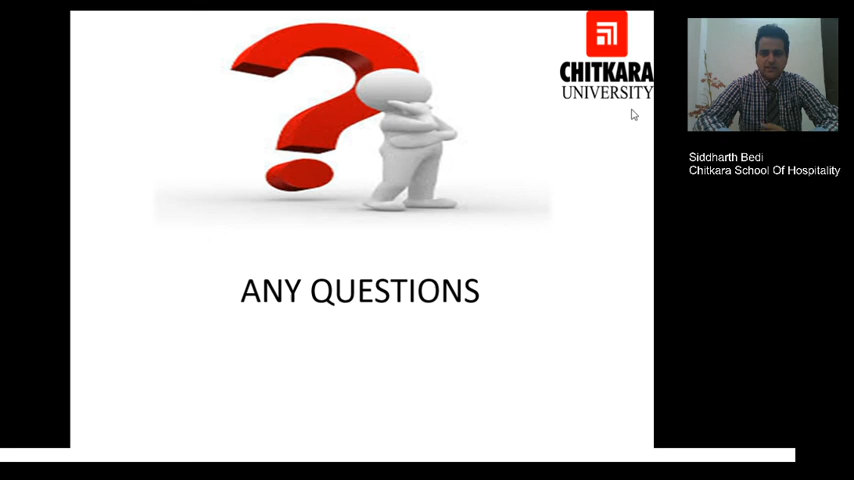 CHITKARA
UNIVERSITY
Siddharth Bedi
Chitkara School Of Hospitality
ANY QUESTIONS